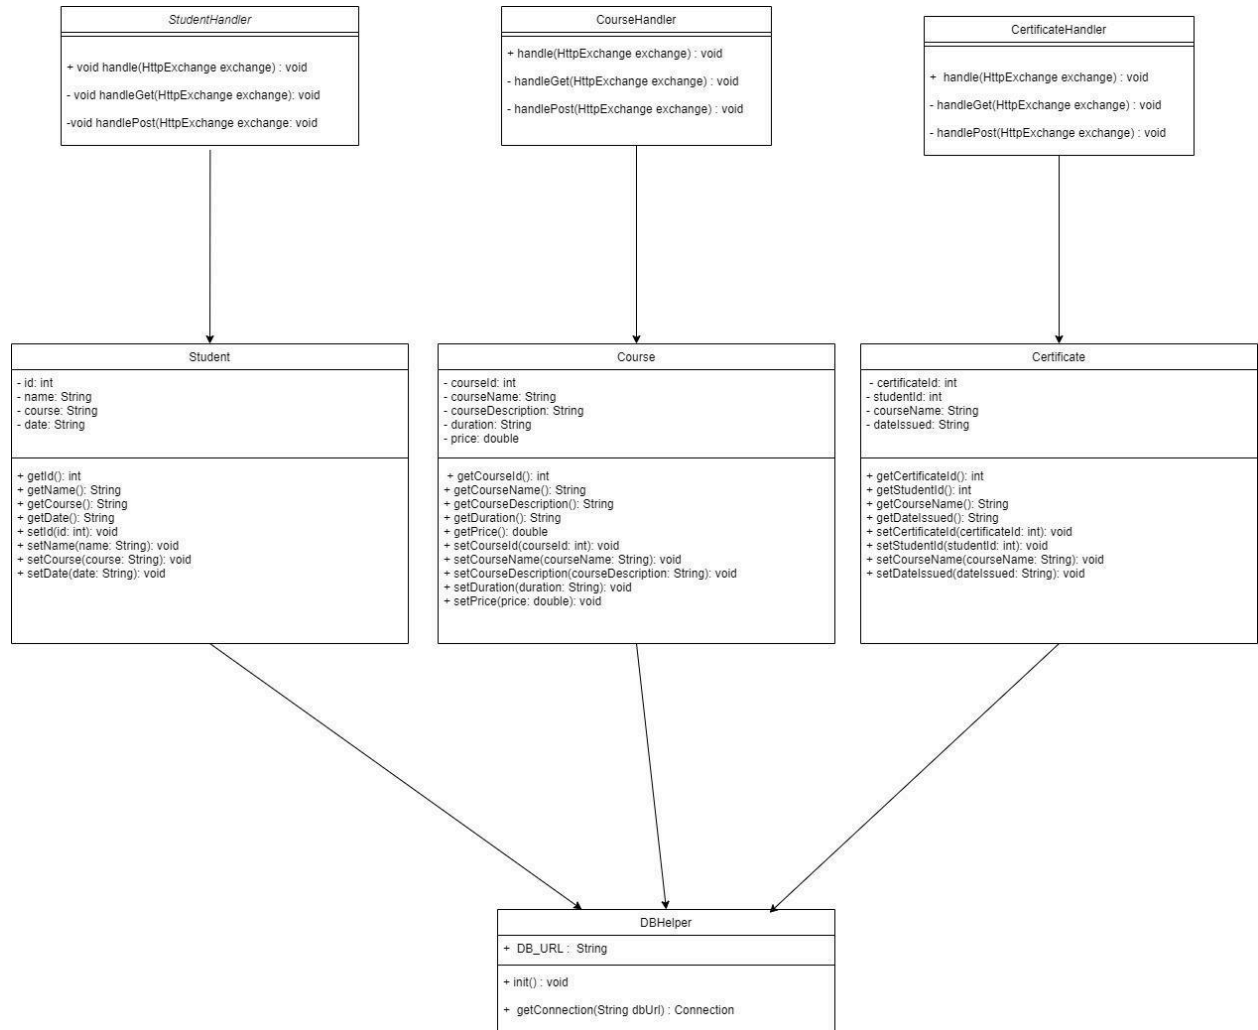 StudentHandler
+ void handle(HttpExchange exchange) : void
- void handleGet(HttpExchange exchange): void
-void handlePost(HttpExchange exchange: void
CourseHandler
+ handle(HttpExchange exchange) : void
- handleGet(HttpExchange exchange) : void
- handlePost(HttpExchange exchange) : void
CertificateHandler
+ handle(HttpExchange exchange) : void
- handleGet(HttpExchange exchange) : void
- handlePost(HttpExchange exchange) : void
Student
- id: int
- name: String
- course: String
- date: String
+ getId(): int
+ getName(): String
+ getCourse(): String
+ getDate(): String
+ setId(id: int): void
+ setName(name: String): void
+ setCourse(course: String): void
+ setDate(date: String): void
Course
- courseId: int
- courseName: String
- courseDescription: String
- duration: String
- price: double
+ getCourseId(): int
+ getCourseName(): String
+ getCourseDescription(): String
+ getDuration(): String
+ getPrice(): double
+ setCourseId(courseId: int): void
+ setCourseName(courseName: String): void
+ setCourseDescription(courseDescription: String): void
+ setDuration(duration: String): void
+ setPrice(price: double): void
Certificate
- certificateId: int
- studentId: int
- courseName: String
- dateIssued: String
+ getCertificateId(): int
+ getStudentId(): int
+ getCourseName(): String
+ getDateIssued(): String
+ setCertificateId(certificateId: int): void
+ setStudentId(studentId: int): void
+ setCourseName(courseName: String): void
+ setDateIssued(dateIssued: String): void
DBHelper
+ DB_URL : String
+ init() : void
+ getConnection(String dbUrl) : Connection